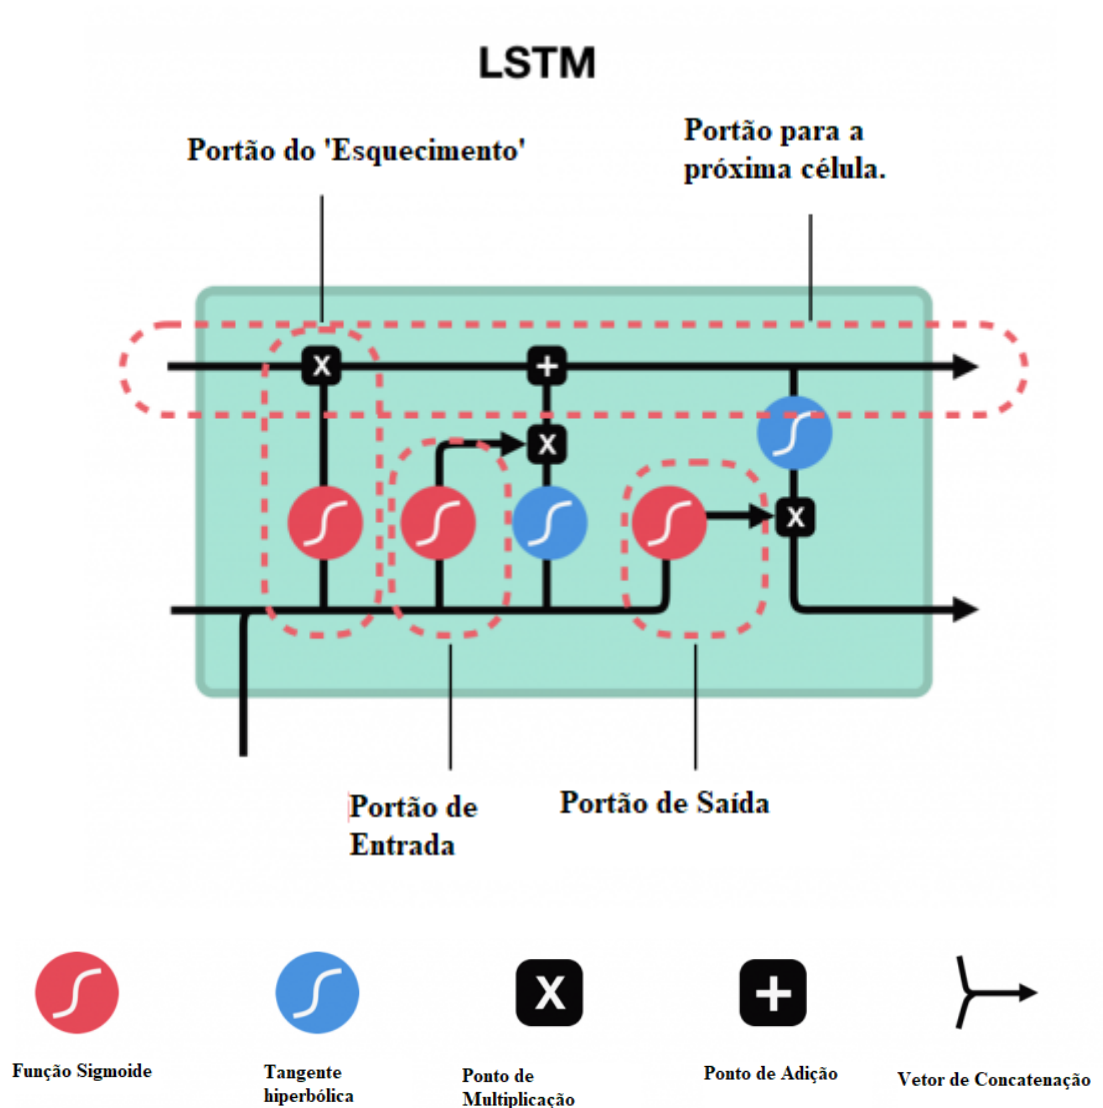 LSTM
Portão do 'Esquecimento'
Portão para a
próxima célula.
X
+
X
X
Portão de
Entrada
Portão de Saída
X
+
Função Sigmoide
Tangente
hiperbólica
Ponto de
Multiplicação
Ponto de Adição
Vetor de Concatenação